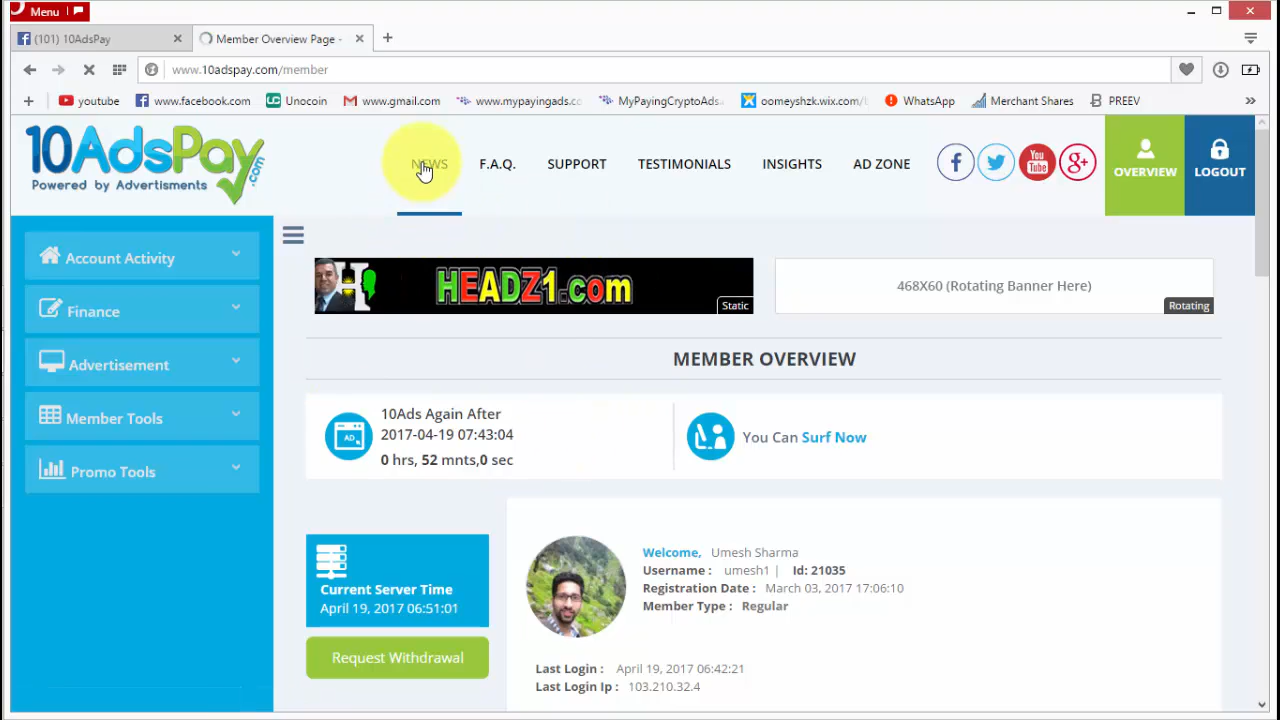 Menu
(101) 10AdsPay
Member Overview Page -
www.10adspay.com/member
youtube
www.facebook.com
Unocoin
www.gmail.com
www.mypayingads.cc
MyPayingCryptoAds
oomeyshzk.wix.com/
WhatsApp
Merchant Shares
PREEV
10AdsPay.com
Powered by Advertisments
NEWS
F.A.Q.
SUPPORT
TESTIMONIALS
INSIGHTS
AD ZONE
You Tube
g+
OVERVIEW
LOGOUT
Account Activity
Finance
Advertisement
Member Tools
Promo Tools
H HEADZ1.com
Static
468X60 (Rotating Banner Here)
Rotating
MEMBER OVERVIEW
AD
10Ads Again After
2017-04-19 07:43:04
0 hrs, 52 mnts,0 sec
You Can Surf Now
Current Server Time
April 19, 2017 06:51:01
Request Withdrawal
Welcome, Umesh Sharma
Username : umesh1 | Id: 21035
Registration Date : March 03, 2017 17:06:10
Member Type : Regular
Last Login : April 19, 2017 06:42:21
Last Login Ip : 103.210.32.4